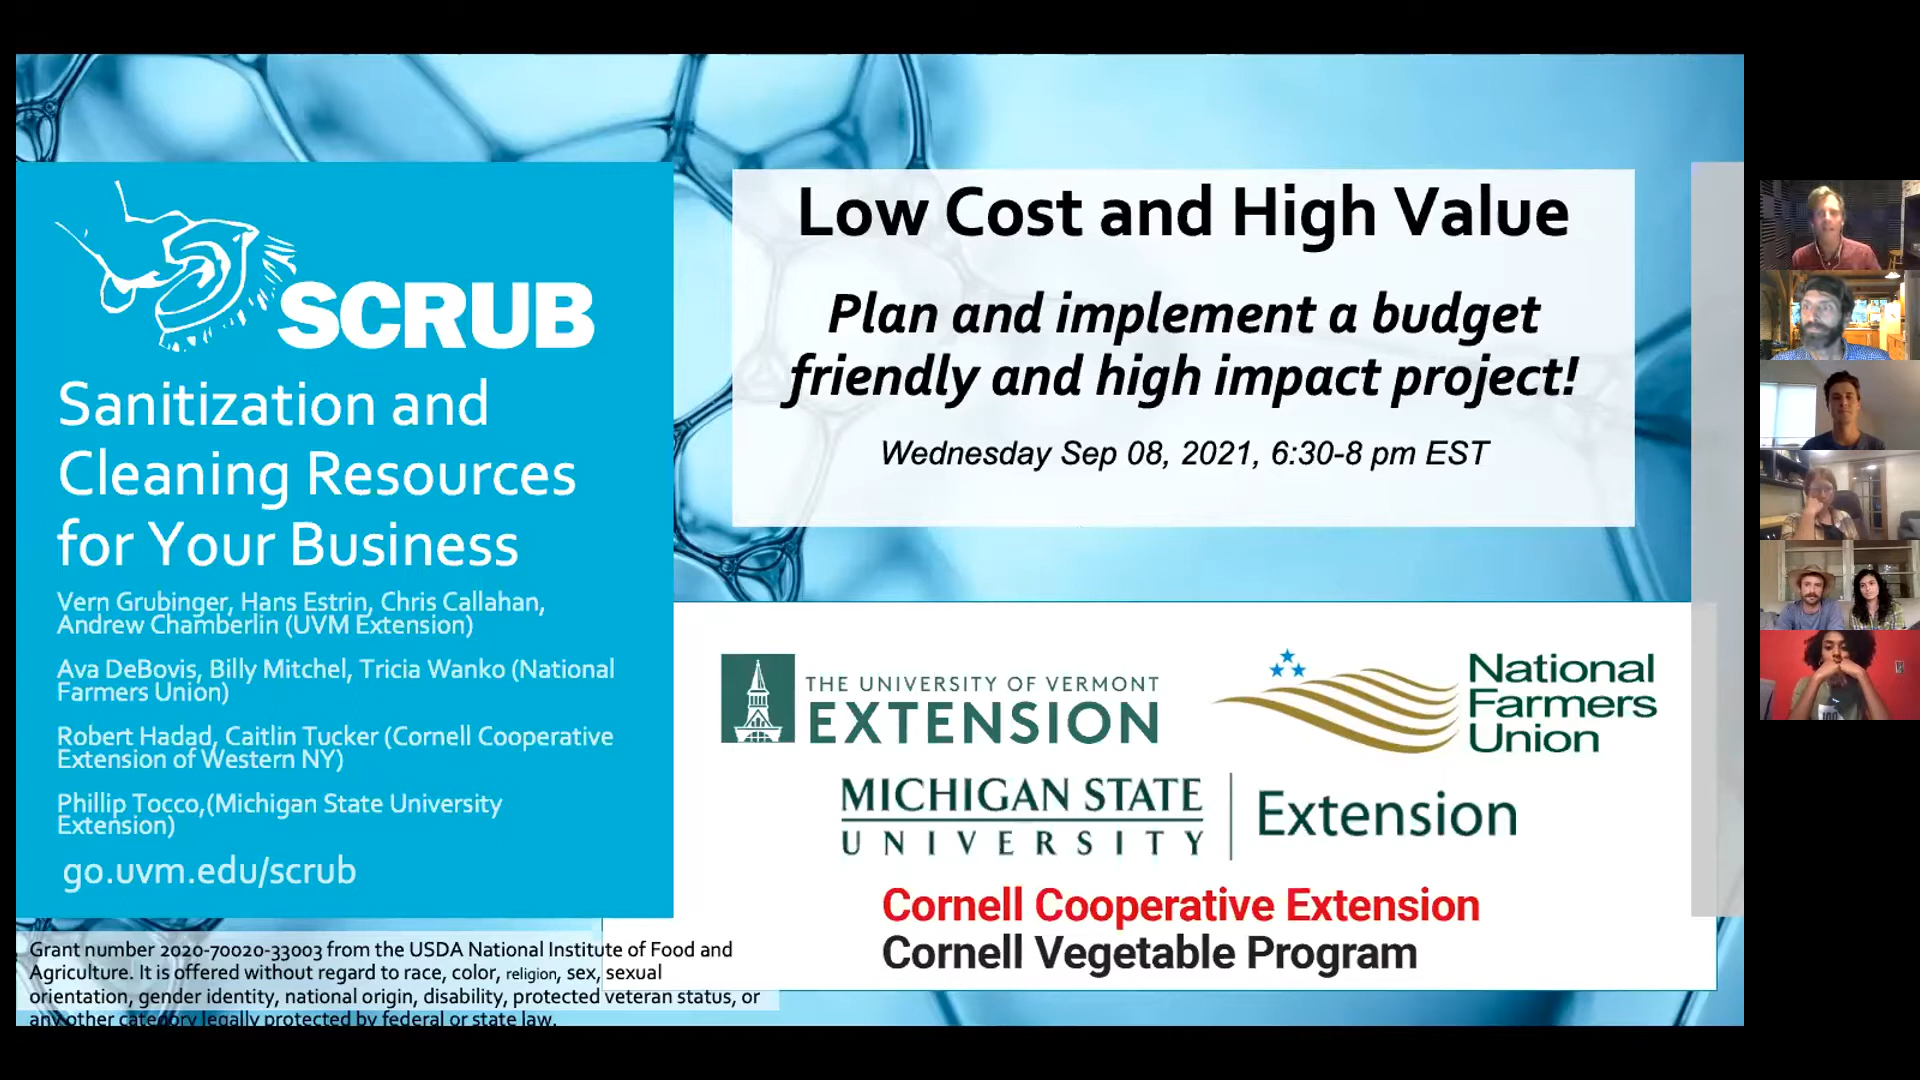 SCRUB
Sanitization and
Cleaning Resources
for Your Business
Vern Grubinger, Hans Estrin, Chris Callahan,
Andrew Chamberlin (UVM Extension)
Ava DeBovis, Billy Mitchel, Tricia Wanko (National
Farmers Union)
Robert Hadad, Caitlin Tucker (Cornell Cooperative
Extension of Western NY)
Phillip Tocco,(Michigan State University
Extension)
go.uvm.edu/scrub
Grant number 2020-70020-33003 from the USDA National Institute of Food and
Agriculture. It is offered without regard to race, color, religion, sex, sexual
orientation, gender identity, national origin, disability, protected veteran status, or
any other category legally protected by federal or state law.
Low Cost and High Value
Plan and implement a budget
friendly and high impact project!
Wednesday Sep 08, 2021, 6:30-8 pm EST
THE UNIVERSITY OF VERMONT
EXTENSION
National
Farmers
Union
MICHIGAN STATE
UNIVERSITY
Extension
Cornell Cooperative Extension
Cornell Vegetable Program